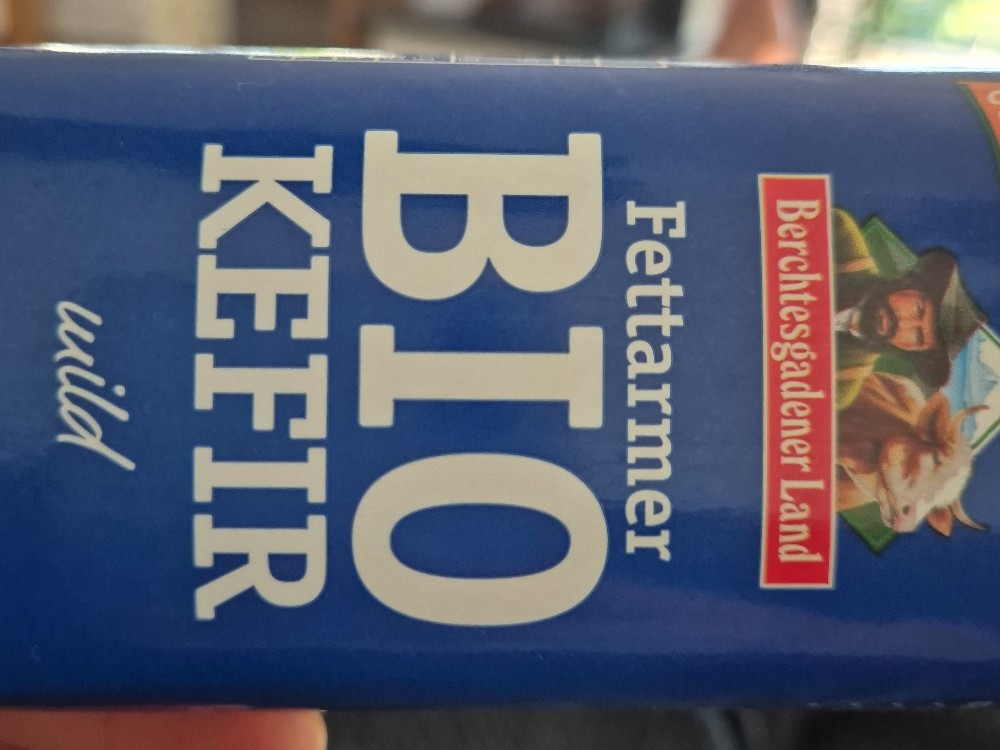 Berchtesgadener Land
Fettarmer
BIO
KEFIR
mild